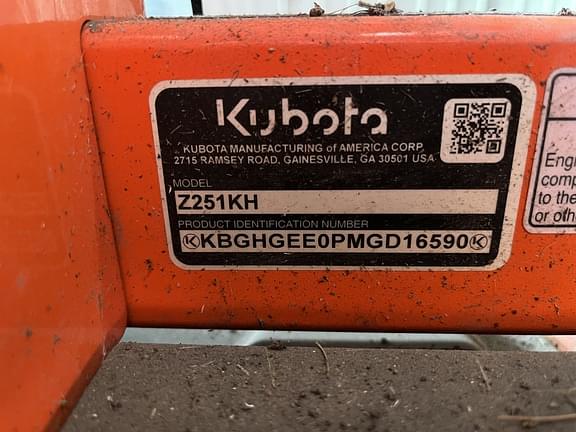 Kubota
KUBOTA MANUFACTURING of AMERICA CORP.
2715 RAMSEY ROAD, GAINESVILLE, GA 30501 USA
MODEL
Z251KH
PRODUCT IDENTIFICATION NUMBER
KBGHGEE0PMGD16590
Engi
comp
to the
or oth